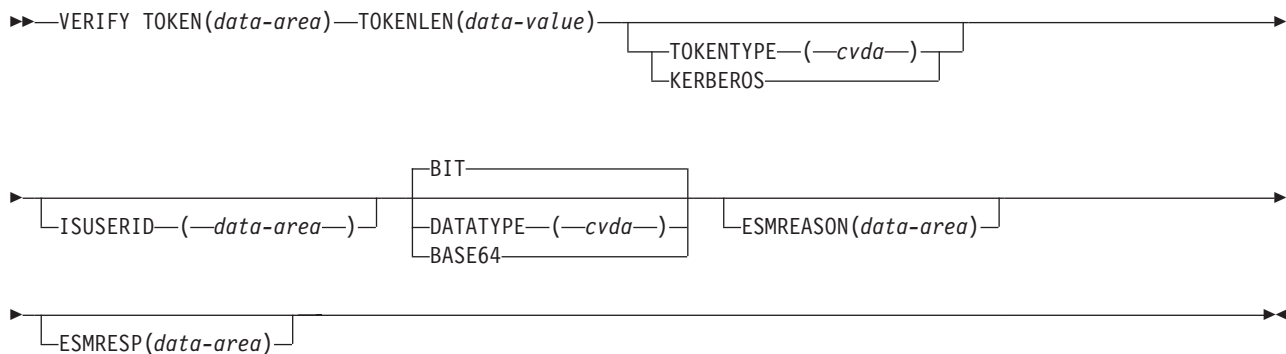 VERIFY TOKEN(data-area) TOKENLEN(data-value)
TOKENTYPE ( cvda )
KERBEROS
BIT
ISUSERID ( data-area )
DATATYPE ( cvda )
BASE64
ESMREASON(data-area)
ESMRESP(data-area)